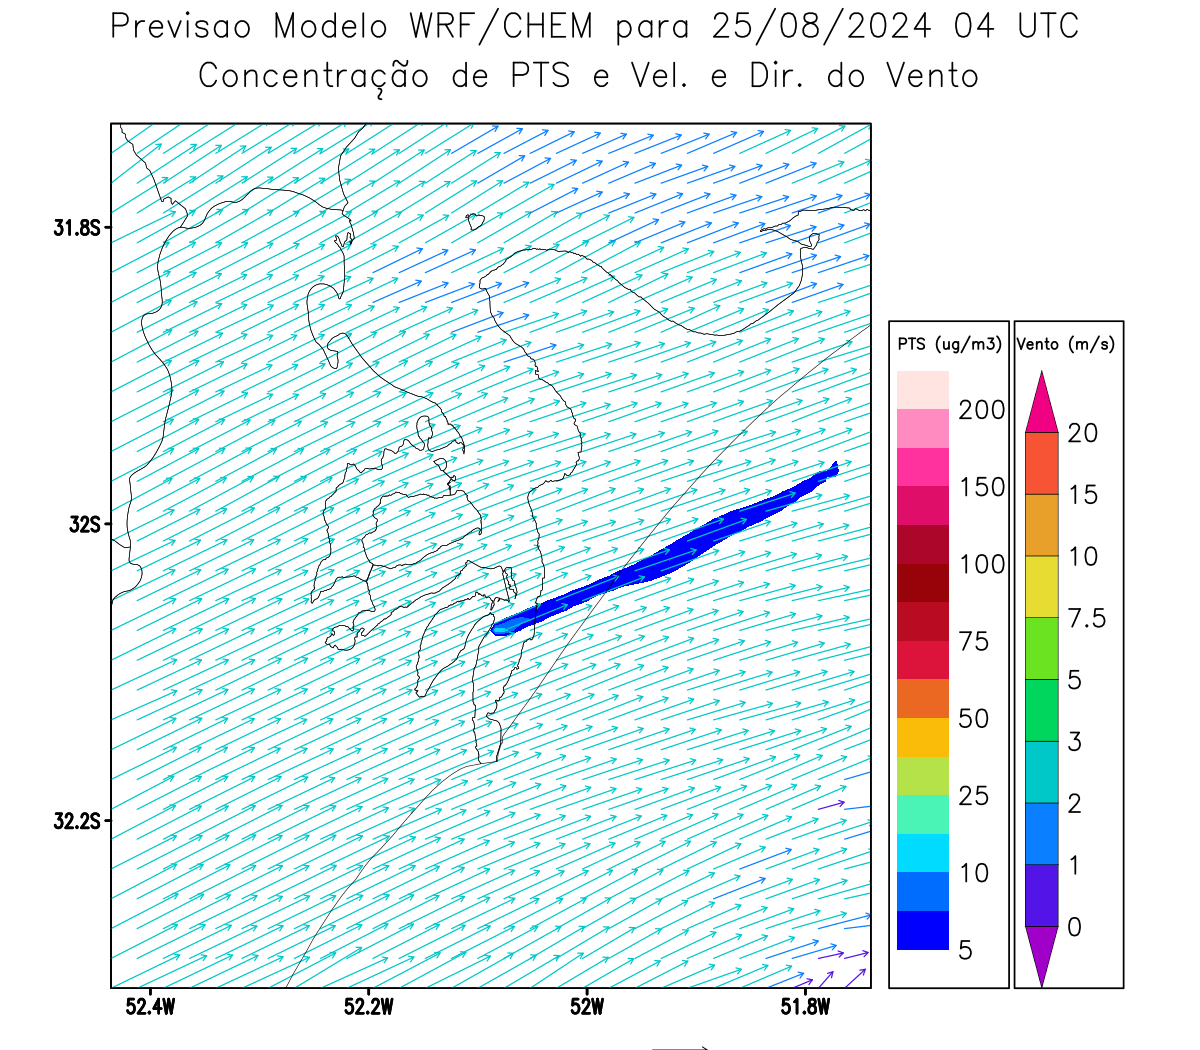 Previsao Modelo WRF/CHEM para 25/08/2024 04 UTC
Concentração de PTS e Vel. e Dir. do Vento
31.8S
32S
32.2S
52.4W 52.2W 52W 51.8W
PTS (ug/m3)
200
150
100
75
50
25
10
5
Vento (m/s)
20
15
10
7.5
5
3
2
1
0